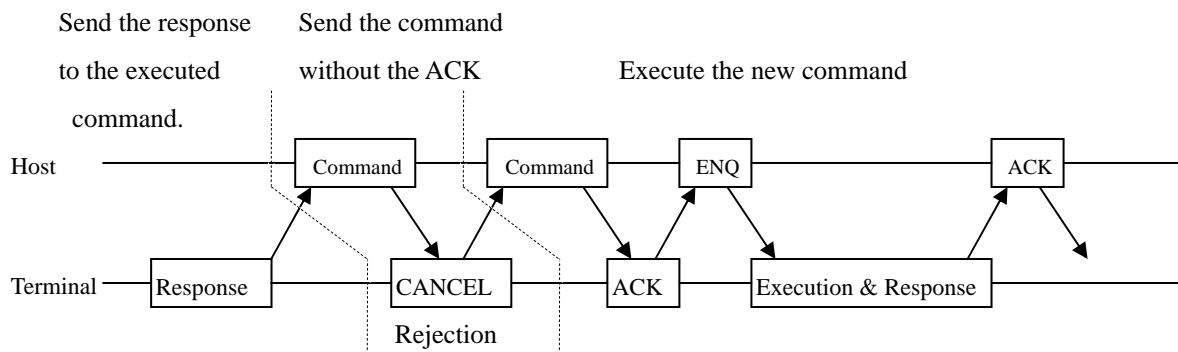 Send the response
to the executed
command.
Send the command
without the ACK
Execute the new command
Host
Command
Command
ENQ
ACK
Terminal
Response
CANCEL
ACK
Execution & Response
Rejection